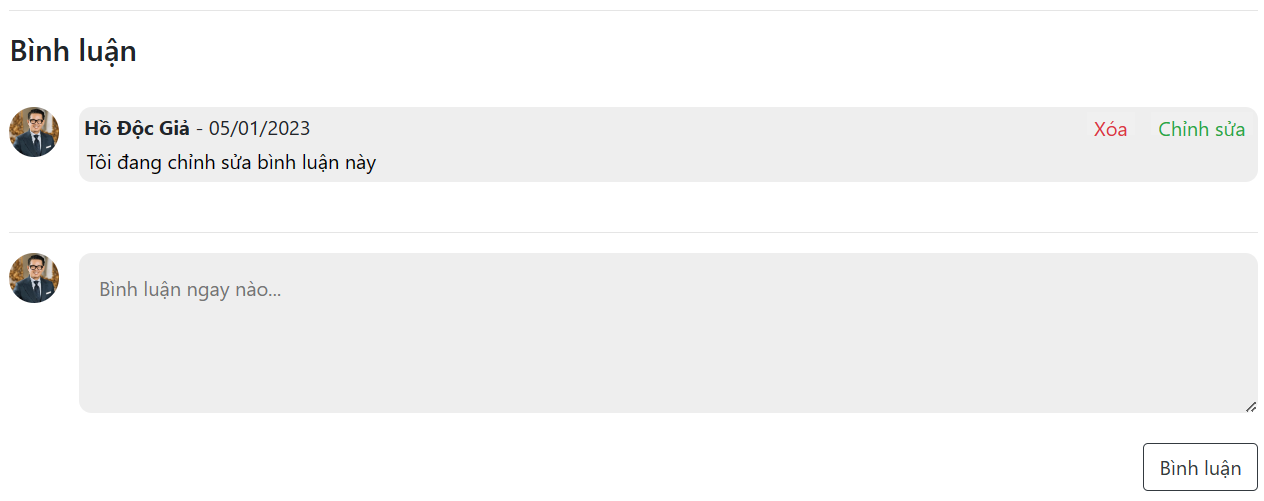 Bình luận
Hồ Độc Giả - 05/01/2023 Xóa Chỉnh sửa
Tôi đang chỉnh sửa bình luận này
Bình luận ngay nào...
Bình luận